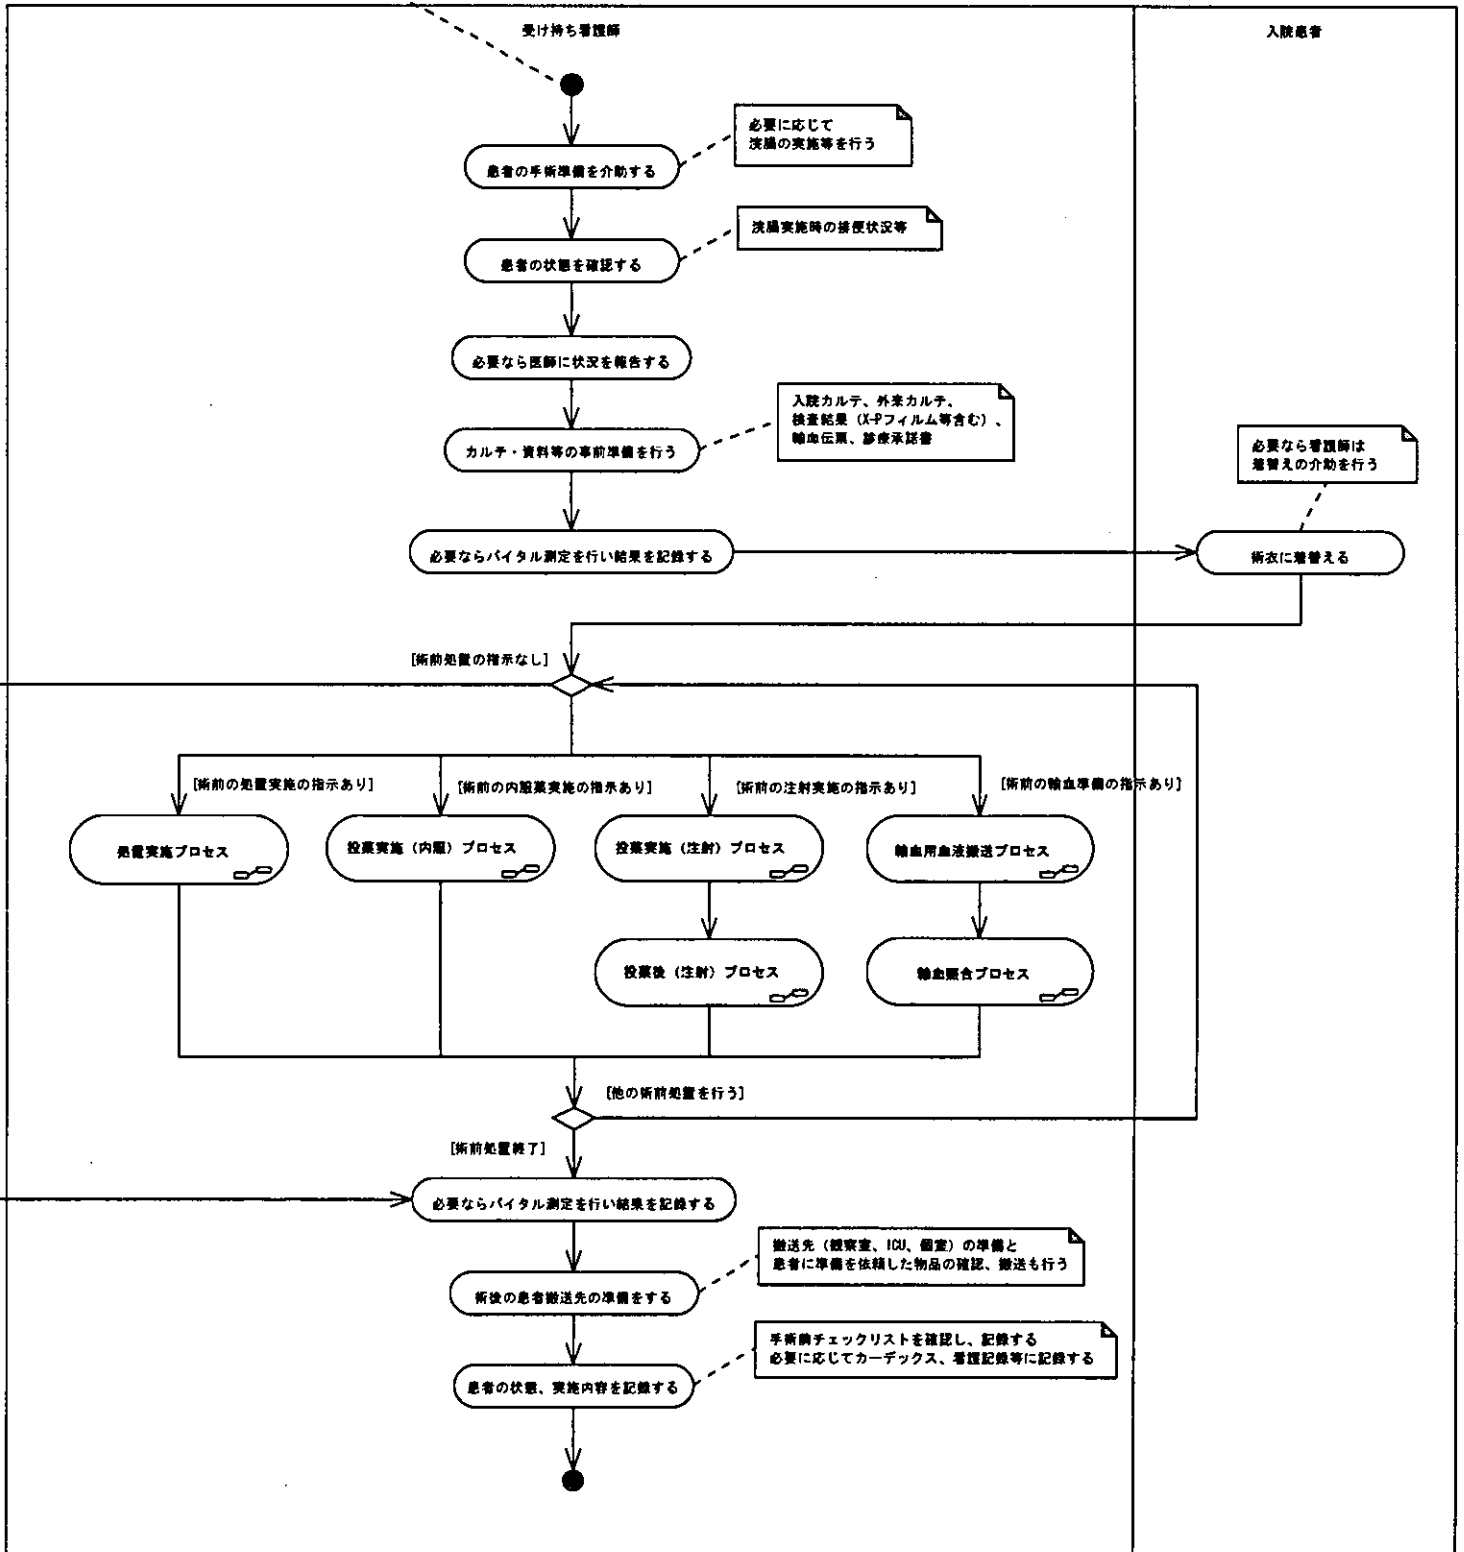 受け持ち看護師
入院患者
必要に応じて
浣腸の実施等を行う
患者の手術準備を介助する
浣腸実施時の排便状況等
患者の状態を確認する
必要なら医師に状況を報告する
入院カルテ、外来カルテ、
検査結果（X-Pフィルム等含む）、
輸血伝票、診療承諾書
カルテ・資料等の事前準備を行う
必要なら看護師は
着替えの介助を行う
必要ならバイタル測定を行い結果を記録する
術衣に着替える
[術前処置の指示なし]
[術前の処置実施の指示あり]
[術前の内服薬実施の指示あり]
[術前の注射実施の指示あり]
[術前の輸血準備の指示あり]
処置実施プロセス
投薬実施（内服）プロセス
投薬実施（注射）プロセス
輸血用血液搬送プロセス
投薬後（注射）プロセス
輸血照合プロセス
[他の術前処置を行う]
[術前処置終了]
必要ならバイタル測定を行い結果を記録する
搬送先（観察室、ICU、個室）の準備と
患者に準備を依頼した物品の確認、搬送も行う
術後の患者搬送先の準備をする
手術前チェックリストを確認し、記録する
必要に応じてカーデックス、看護記録等に記録する
患者の状態、実施内容を記録する